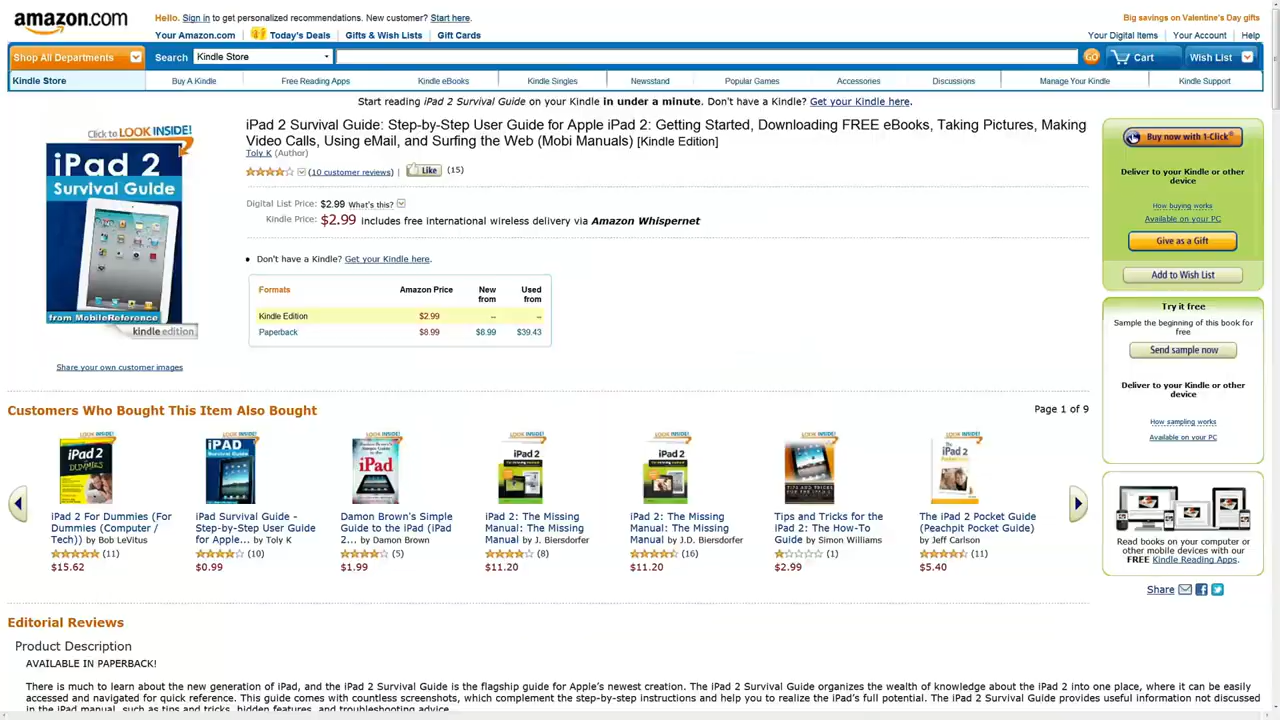 amazon.com
Hello. Sign in to get personalized recommendations. New customer? Start here.
Big savings on Valentine's Day gifts
Your Amazon.com Today's Deals Gifts & Wish Lists Gift Cards
Your Digital Items Your Account Help
Shop All Departments Search Kindle Store GO Cart Wish List
Kindle Store Buy A Kindle Free Reading Apps Kindle eBooks Kindle Singles Newsstand Popular Games Accessories Discussions Manage Your Kindle Kindle Support
Start reading iPad 2 Survival Guide on your Kindle in under a minute. Don't have a Kindle? Get your Kindle here.
Click to LOOK INSIDE!
iPad 2
Survival Guide
from MobileReference
kindle edition
Share your own customer images
iPad 2 Survival Guide: Step-by-Step User Guide for Apple iPad 2: Getting Started, Downloading FREE eBooks, Taking Pictures, Making
Video Calls, Using eMail, and Surfing the Web (Mobi Manuals) [Kindle Edition]
Toly K (Author)
(10 customer reviews) | Like (15)
Digital List Price: $2.99 What's this?
Kindle Price: $2.99 includes free international wireless delivery via Amazon Whispernet
Don't have a Kindle? Get your Kindle here.
Formats Amazon Price New from Used from
Kindle Edition $2.99 -- --
Paperback $8.99 $8.99 $39.43
Buy now with 1-Click®
Deliver to your Kindle or other
device
How buying works
Available on your PC
Give as a Gift
Add to Wish List
Try it free
Sample the beginning of this book for
free
Send sample now
Deliver to your Kindle or other
device
How sampling works
Available on your PC
Read books on your computer or
other mobile devices with our
FREE Kindle Reading Apps.
Share
Customers Who Bought This Item Also Bought
Page 1 of 9
iPad 2 For Dummies (For
Dummies (Computer /
Tech)) by Bob LeVitus
(11)
$15.62
iPad Survival Guide -
Step-by-Step User Guide
for Apple... by Toly K
(10)
$0.99
Damon Brown's Simple
Guide to the iPad (iPad
2... by Damon Brown
(5)
$1.99
iPad 2: The Missing
Manual: The Missing
Manual by J. Biersdorfer
(8)
$11.20
iPad 2: The Missing
Manual: The Missing
Manual by J.D. Biersdorfer
(16)
$11.20
Tips and Tricks for the
iPad 2: The How-To
Guide by Simon Williams
(1)
$2.99
The iPad 2 Pocket Guide
(Peachpit Pocket Guide)
by Jeff Carlson
(11)
$5.40
Editorial Reviews
Product Description
AVAILABLE IN PAPERBACK!
There is much to learn about the new generation of iPad, and the iPad 2 Survival Guide is the flagship guide for Apple's newest creation. The iPad 2 Survival Guide organizes the wealth of knowledge about the iPad 2 into one place, where it can be easily
accessed and navigated for quick reference. This guide comes with countless screenshots, which complement the step-by-step instructions and help you to realize the iPad's full potential. The iPad 2 Survival Guide provides useful information not discussed
in the iPad manual, such as tips and tricks, hidden features, and troubleshooting advice.